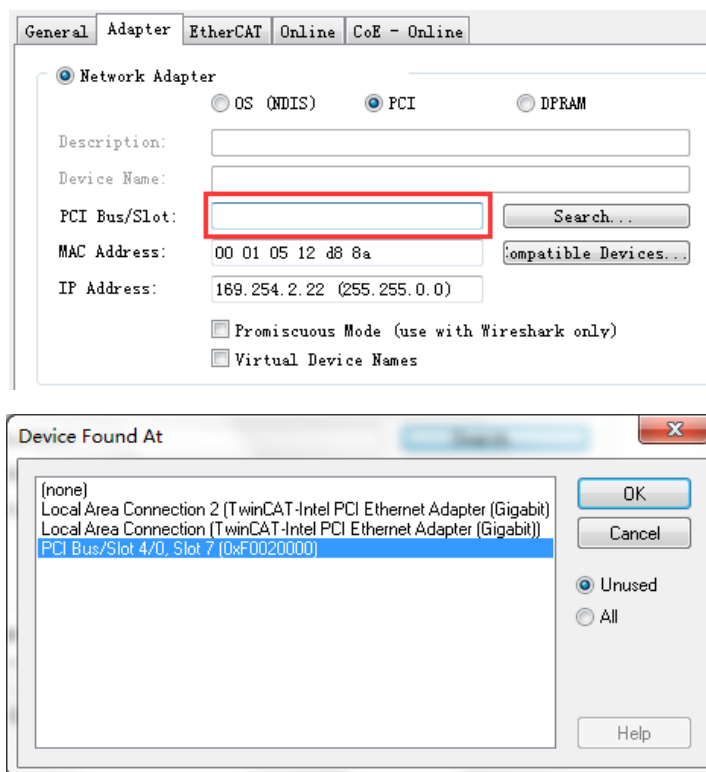 General Adapter EtherCAT Online CoE - Online
Network Adapter
OS (NDIS) PCI DPRAM
Description:
Device Name:
PCI Bus/Slot: Search...
MAC Address: 00 01 05 12 d8 8a ompatible Devices...
IP Address: 169.254.2.22 (255.255.0.0)
Promiscuous Mode (use with Wireshark only)
Virtual Device Names
Device Found At
(none)
Local Area Connection 2 (TwinCAT-Intel PCI Ethernet Adapter (Gigabit)
Local Area Connection (TwinCAT-Intel PCI Ethernet Adapter (Gigabit))
PCI Bus/Slot 4/0, Slot 7 (0xF0020000)
OK
Cancel
Unused
All
Help